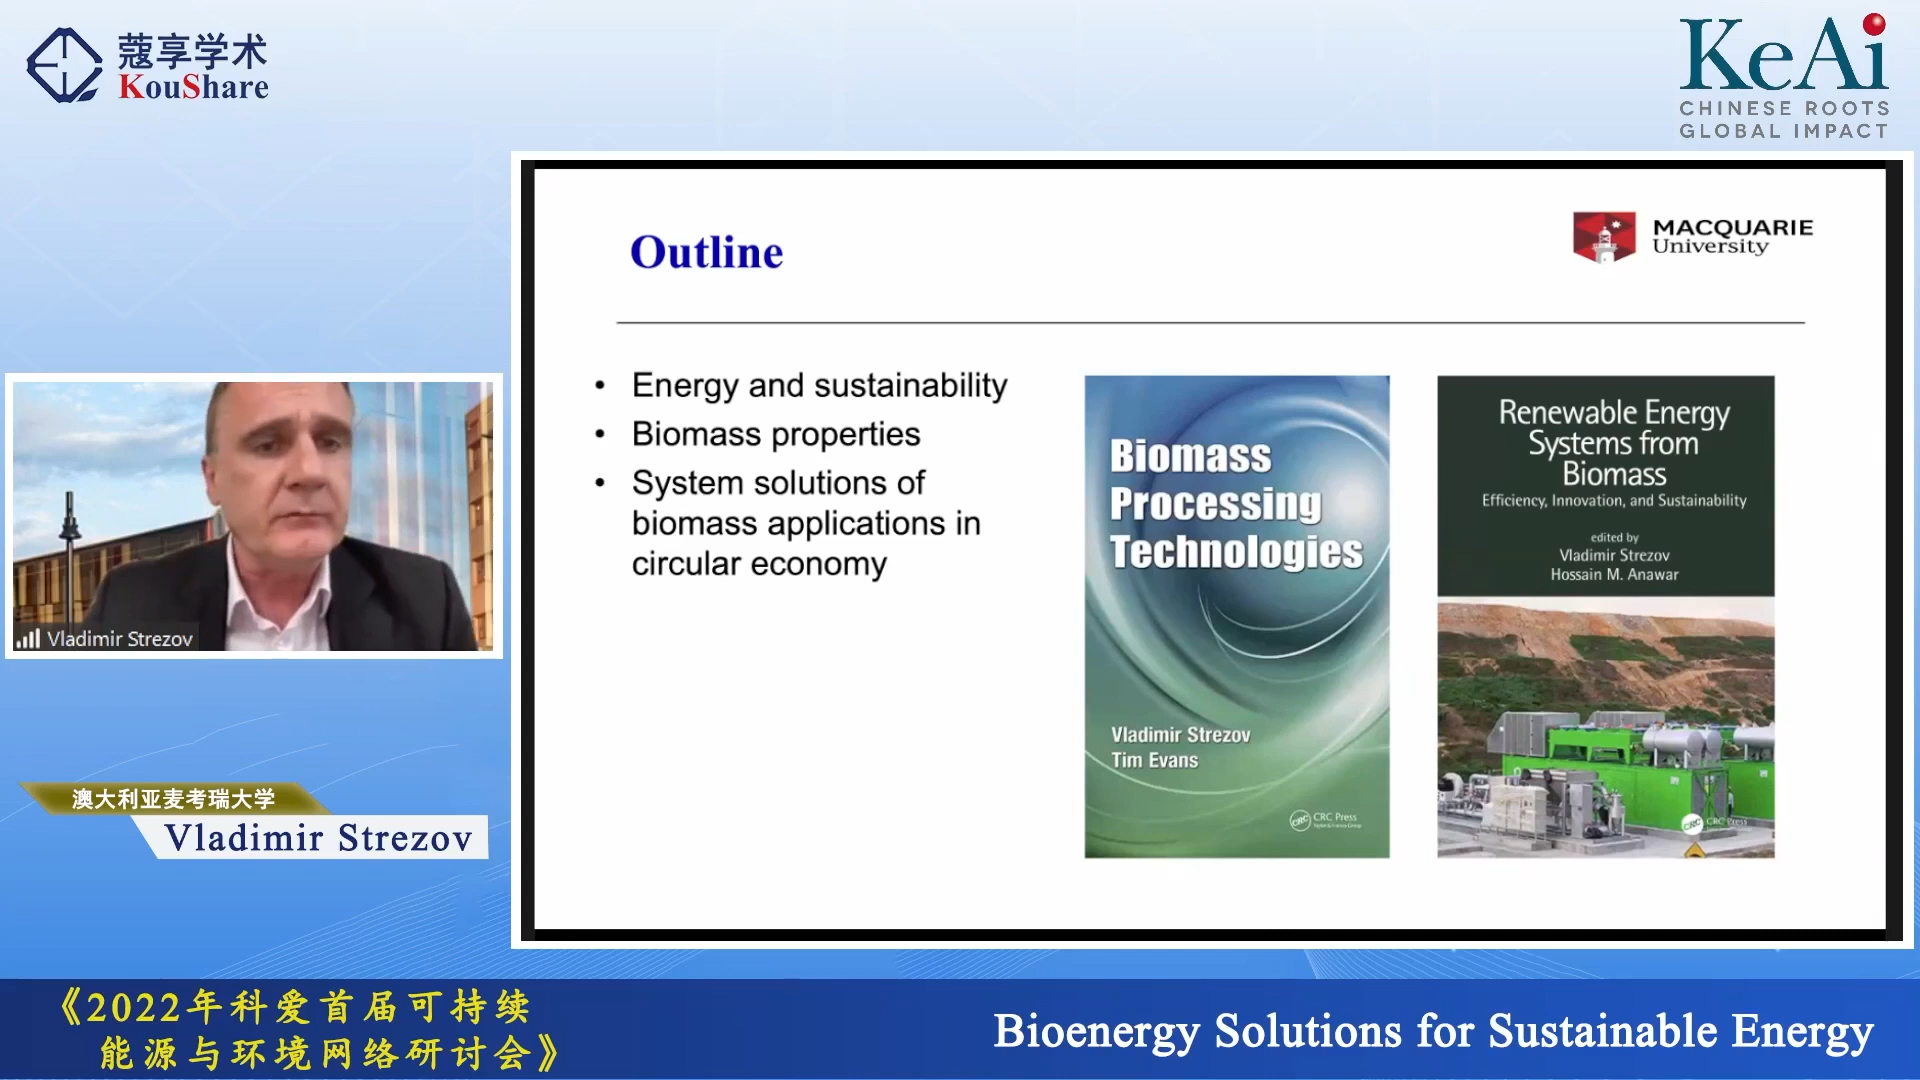 蔻享学术
KouShare
KeAi
CHINESE ROOTS
GLOBAL IMPACT
Outline
MACQUARIE
University
• Energy and sustainability
• Biomass properties
• System solutions of
biomass applications in
circular economy
Biomass
Processing
Technologies
Vladimir Strezov
Tim Evans
CRC Press
Renewable Energy
Systems from
Biomass
Efficiency, Innovation, and Sustainability
edited by
Vladimir Strezov
Hossain M. Anawar
CRC Press
Vladimir Strezov
澳大利亚麦考瑞大学
Vladimir Strezov
《2022年科爱首届可持续
能源与环境网络研讨会》
Bioenergy Solutions for Sustainable Energy